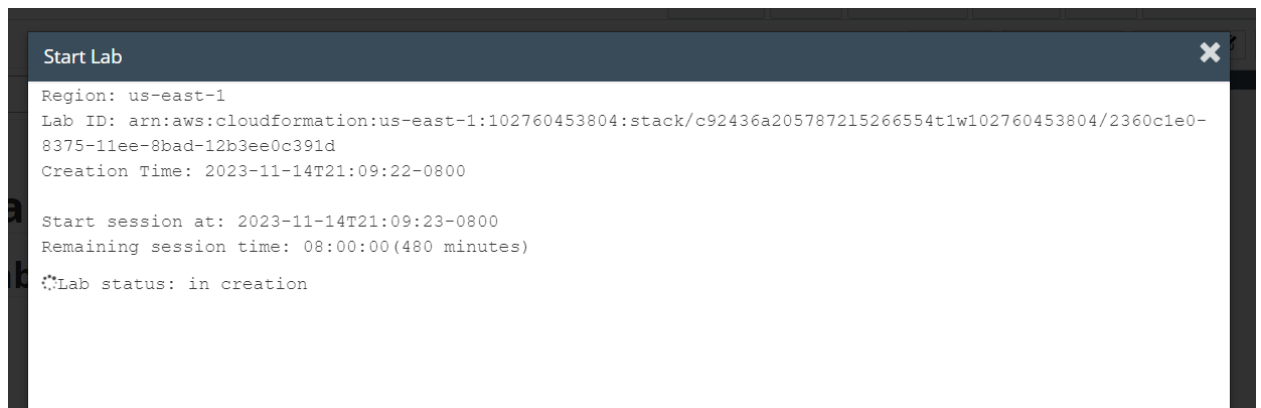 Start Lab
Region: us-east-1
Lab ID: arn:aws:cloudformation:us-east-1:102760453804:stack/c92436a205787215266554t1w102760453804/2360c1e0-
8375-11ee-8bad-12b3ee0c391d
Creation Time: 2023-11-14T21:09:22-0800
Start session at: 2023-11-14T21:09:23-0800
Remaining session time: 08:00:00(480 minutes)
Lab status: in creation